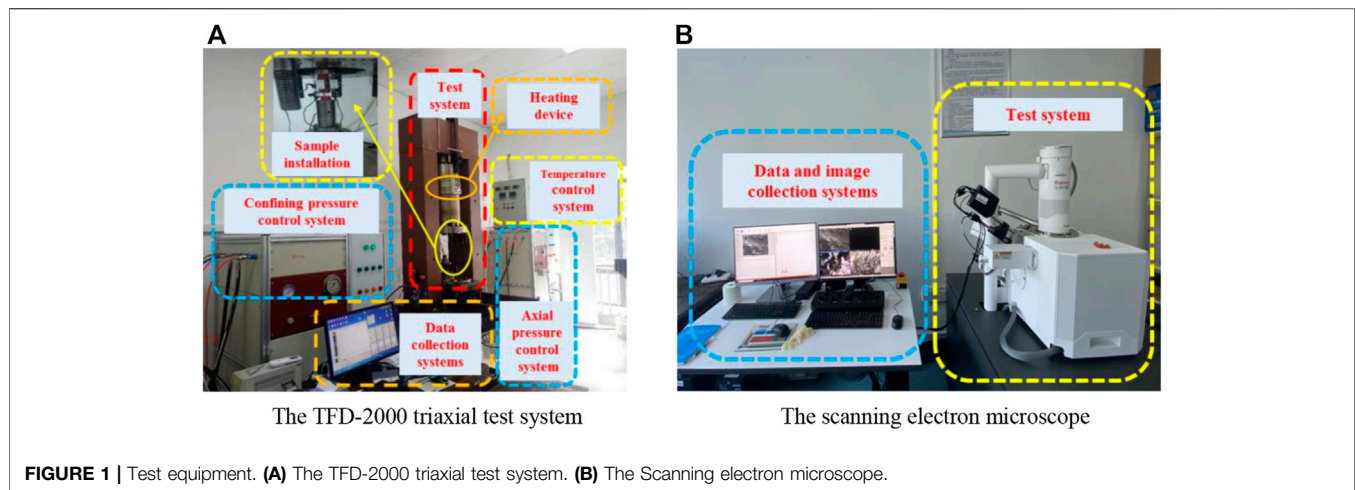 A
B
Test
system
Heating
device
Sample
installation
Temperature
control
system
Confining pressure
control system
Data
collection
systems
Axial
pressure
control
system
Test system
Data and image
collection systems
The TFD-2000 triaxial test system
The scanning electron microscope
FIGURE 1 | Test equipment. (A) The TFD-2000 triaxial test system. (B) The Scanning electron microscope.